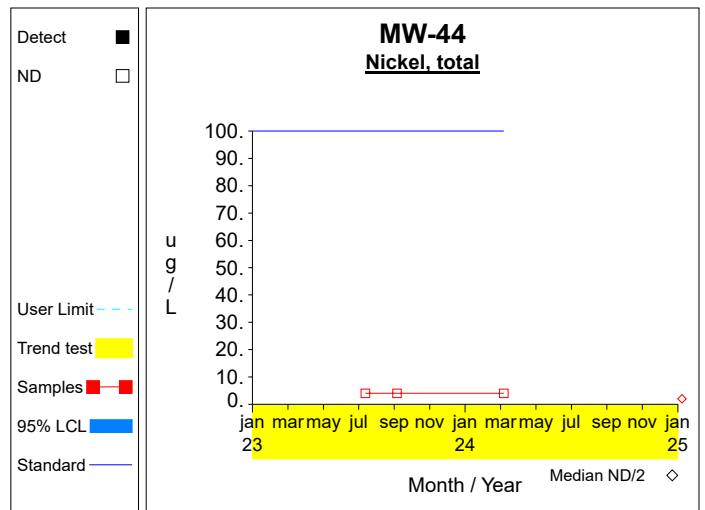 Detect
ND
User Limit
Trend test
Samples
95% LCL
Standard
MW-44
Nickel, total
ug/L
100.
90.
80.
70.
60.
50.
40.
30.
20.
10.
0.
jan mar may jul sep nov jan mar may jul sep nov jan
23 24 25
Month / Year
Median ND/2